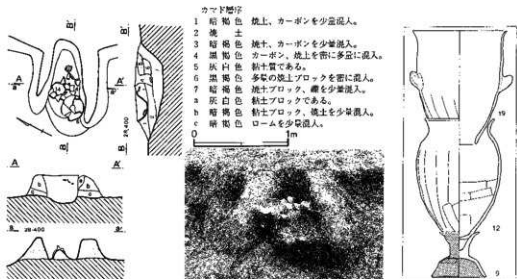 カマド層序
1 暗褐色 焼土、カーボンを少量混入。
2 焼土
3 暗褐色 焼土、カーボンを少量混入。
4 黒褐色 カーボン、焼土を密に多量に混入。
5 灰白色 粘土質である。
6 黒褐色 多量の焼土ブロックを密に混入。
7 暗褐色 焼土ブロック、礫を少量混入。
a 灰白色 粘土ブロックである。
b 暗褐色 粘土ブロック、焼土を少量混入。
c 暗褐色 ロームを少量混入。
0 1m
B'
A A'
B
B'
B
28.400
A A'
b
a
b
B 28-400 B'
19
12
9